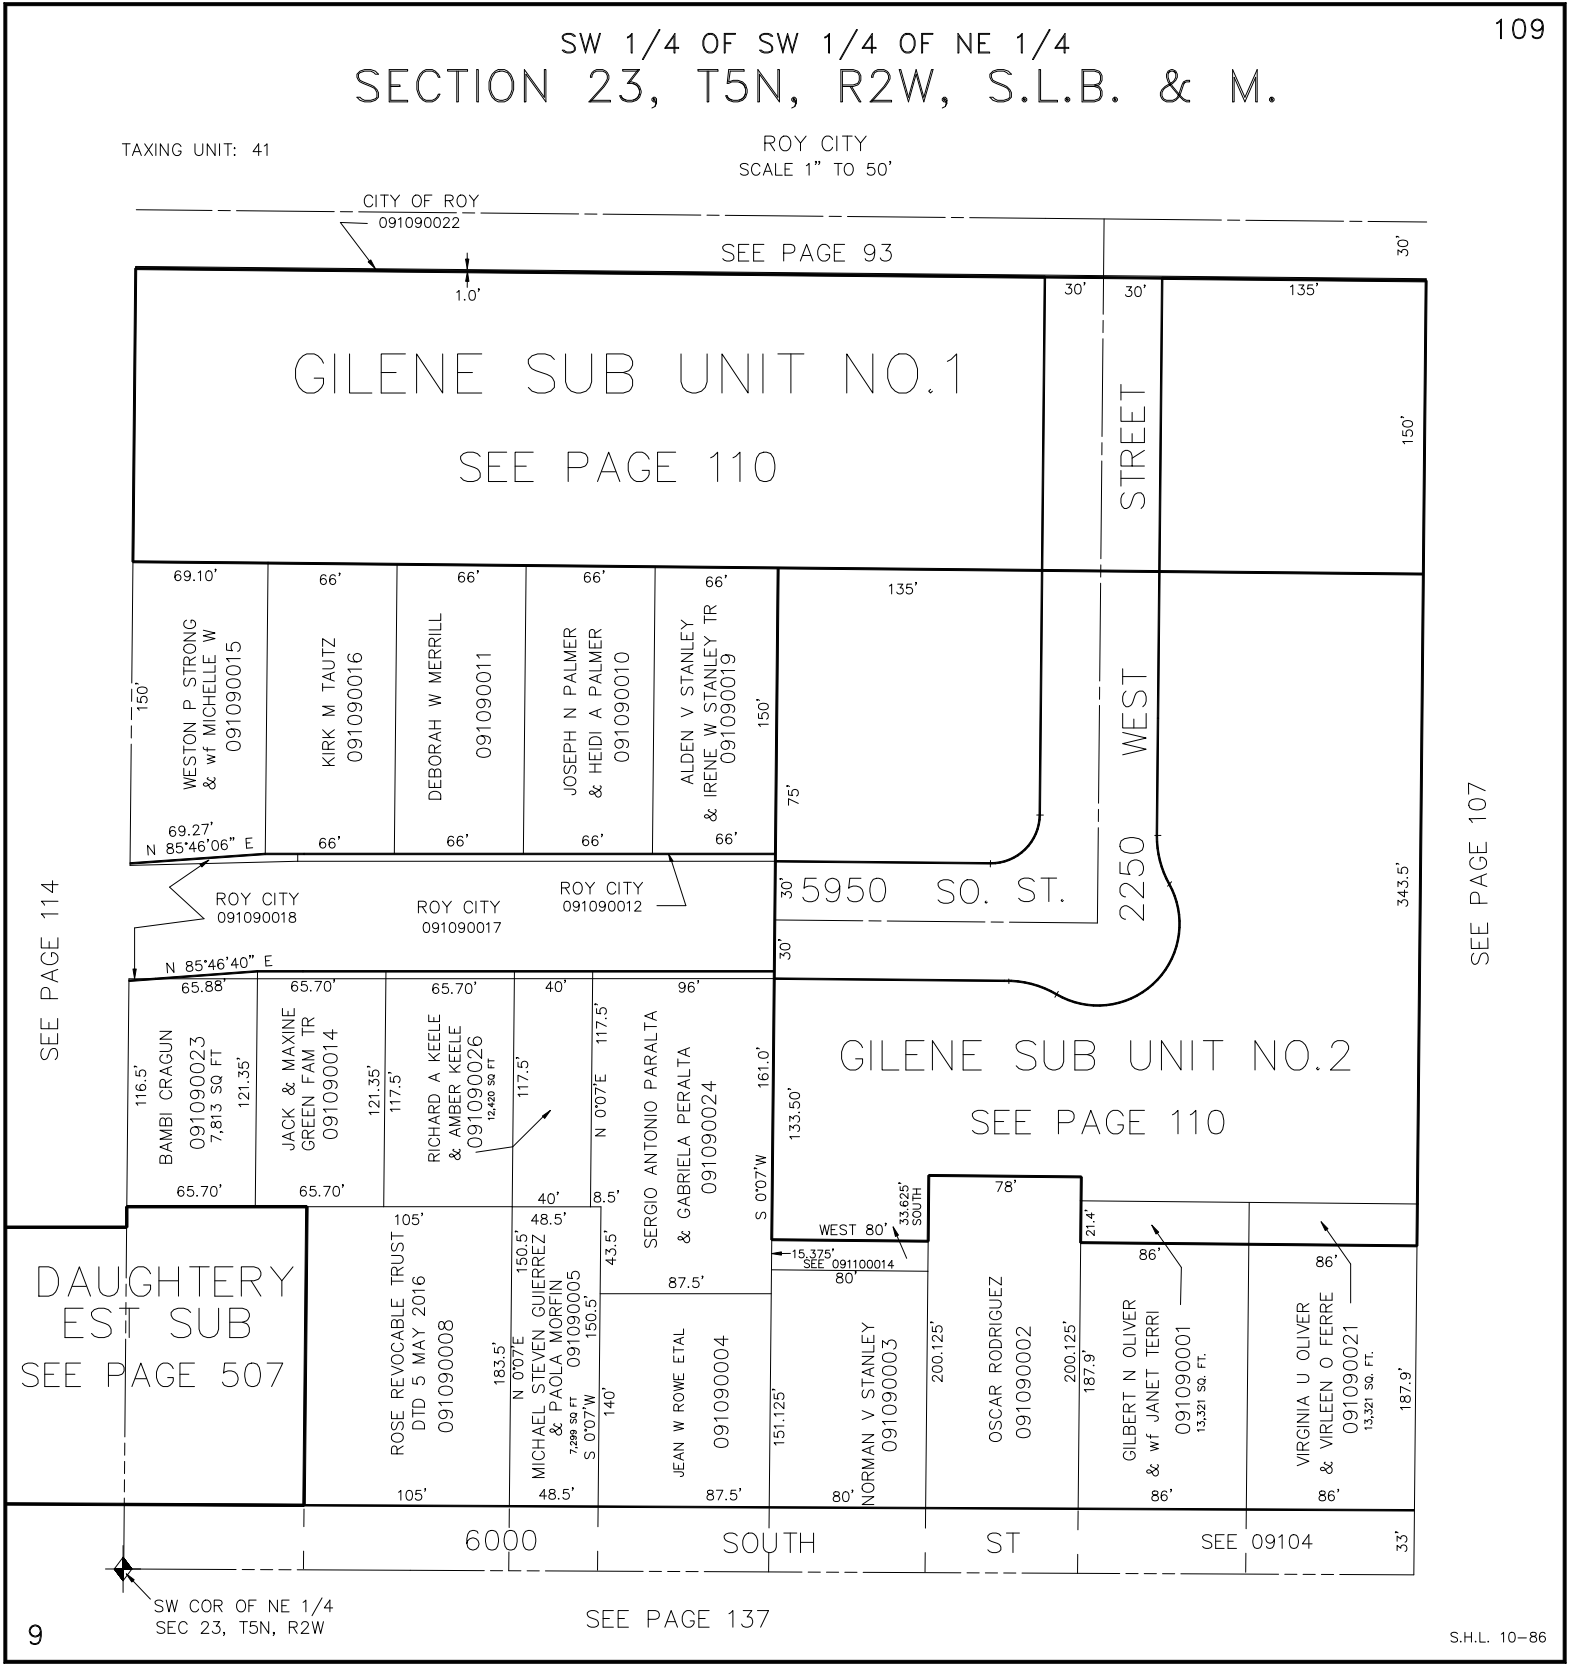 109
SW 1/4 OF SW 1/4 OF NE 1/4
SECTION 23, T5N, R2W, S.L.B. & M.
TAXING UNIT: 41
ROY CITY
SCALE 1" TO 50'
CITY OF ROY
091090022
SEE PAGE 93
30'
1.0'
30'
30'
135'
GILENE SUB UNIT NO.1
SEE PAGE 110
150'
STREET
WEST
2250
69.10'
66'
66'
66'
66'
135'
150'
WESTON P STRONG
& wf MICHELLE W
091090015
KIRK M TAUTZ
091090016
DEBORAH W MERRILL
091090011
JOSEPH N PALMER
& HEIDI A PALMER
091090010
ALDEN V STANLEY
& IRENE W STANLEY TR
091090019
150'
75'
69.27'
N 85°46'06" E
66'
66'
66'
66'
SEE PAGE 114
ROY CITY
091090018
ROY CITY
091090017
ROY CITY
091090012
30'
30'
5950 SO. ST.
343.5'
SEE PAGE 107
N 85°46'40" E
65.88'
65.70'
65.70'
40'
96'
116.5'
BAMBI CRAGUN
091090023
7,813 SQ FT
121.35'
JACK & MAXINE
GREEN FAM TR
091090014
121.35'
117.5'
RICHARD A KEELE
& AMBER KEELE
091090026
12,420 SQ FT
117.5'
117.5'
N 0°07'E
SERGIO ANTONIO PARALTA
& GABRIELA PERALTA
091090024
161.0'
S 0°07'W
133.50'
GILENE SUB UNIT NO.2
SEE PAGE 110
65.70'
65.70'
40'
8.5'
78'
33.625'
SOUTH
WEST 80'
21.4'
105'
48.5'
43.5'
15.375'
SEE 091100014
80'
86'
86'
87.5'
DAUGHTERY
EST SUB
SEE PAGE 507
ROSE REVOCABLE TRUST
DTD 5 MAY 2016
091090008
183.5'
150.5'
N 0°07'E
MICHAEL STEVEN GUIERREZ
& PAOLA MORFIN
091090005
7,299 SQ FT
150.5'
S 0°07'W
140'
JEAN W ROWE ETAL
091090004
151.125'
NORMAN V STANLEY
091090003
200.125'
OSCAR RODRIGUEZ
091090002
200.125'
187.9'
GILBERT N OLIVER
& wf JANET TERRI
091090001
13,321 SQ. FT.
VIRGINIA U OLIVER
& VIRLEEN O FERRE
091090021
13,321 SQ. FT.
187.9'
105'
48.5'
87.5'
80'
86'
86'
6000 SOUTH ST
SEE 09104
33'
SW COR OF NE 1/4
SEC 23, T5N, R2W
SEE PAGE 137
9
S.H.L. 10-86